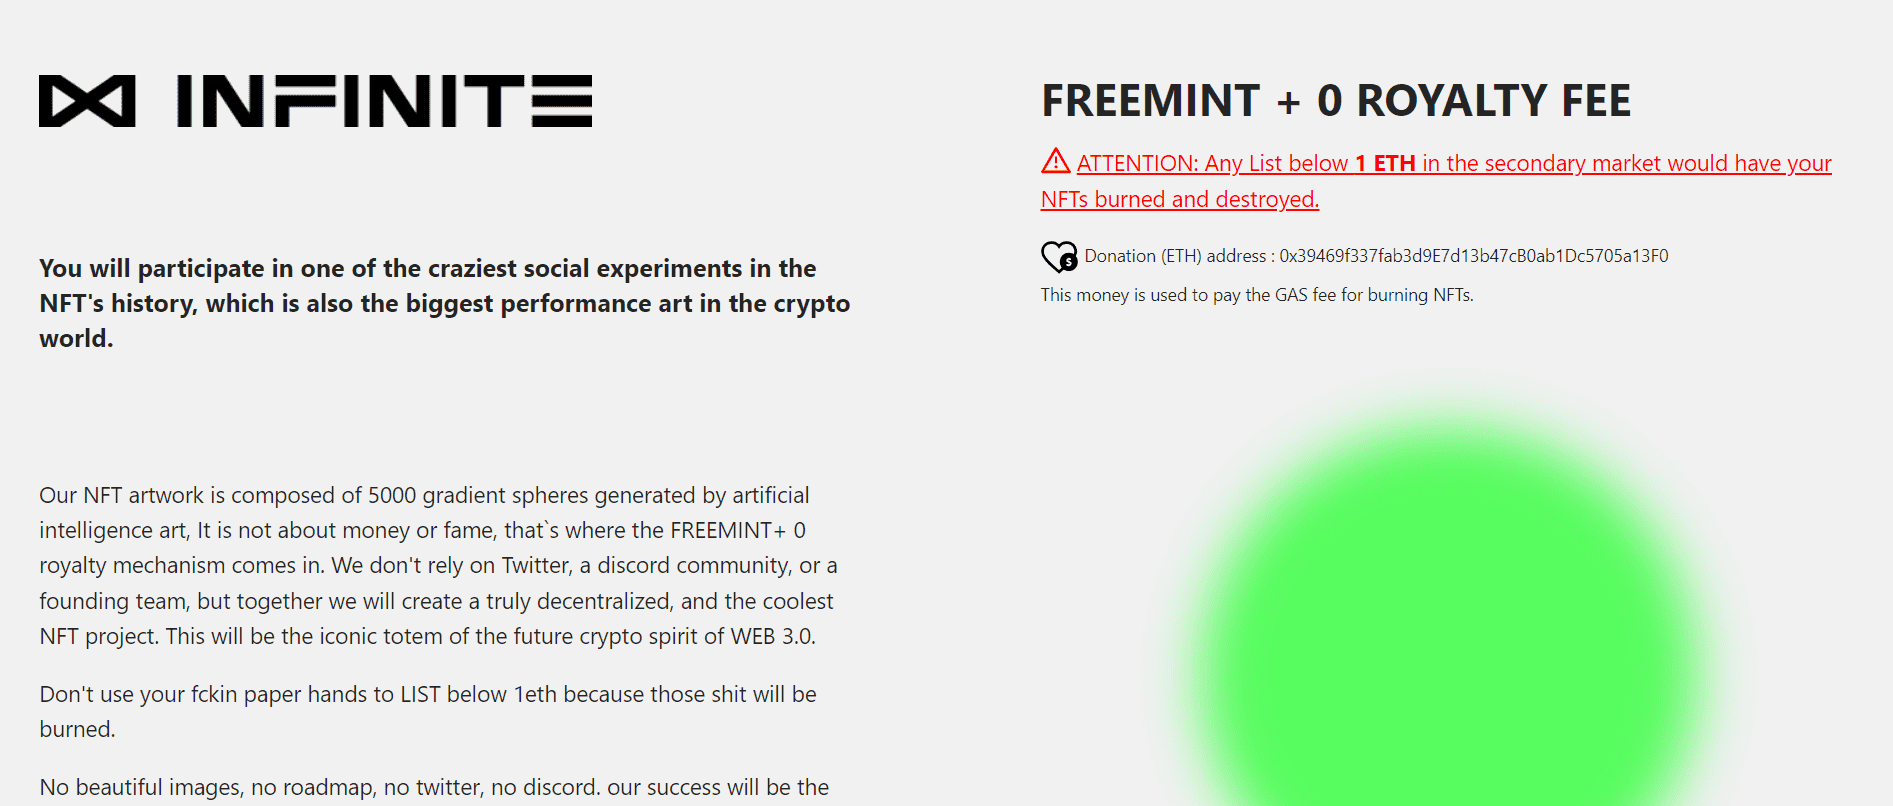 INFINITE
You will participate in one of the craziest social experiments in the
NFT's history, which is also the biggest performance art in the crypto
world.
Our NFT artwork is composed of 5000 gradient spheres generated by artificial
intelligence art, It is not about money or fame, that`s where the FREEMINT+ 0
royalty mechanism comes in. We don't rely on Twitter, a discord community, or a
founding team, but together we will create a truly decentralized, and the coolest
NFT project. This will be the iconic totem of the future crypto spirit of WEB 3.0.
Don't use your fckin paper hands to LIST below 1eth because those shit will be
burned.
No beautiful images, no roadmap, no twitter, no discord. our success will be the
FREEMINT + 0 ROYALTY FEE
ATTENTION: Any List below 1 ETH in the secondary market would have your
NFTs burned and destroyed.
$
Donation (ETH) address : 0x39469f337fab3d9E7d13b47cB0ab1Dc5705a13F0
This money is used to pay the GAS fee for burning NFTs.